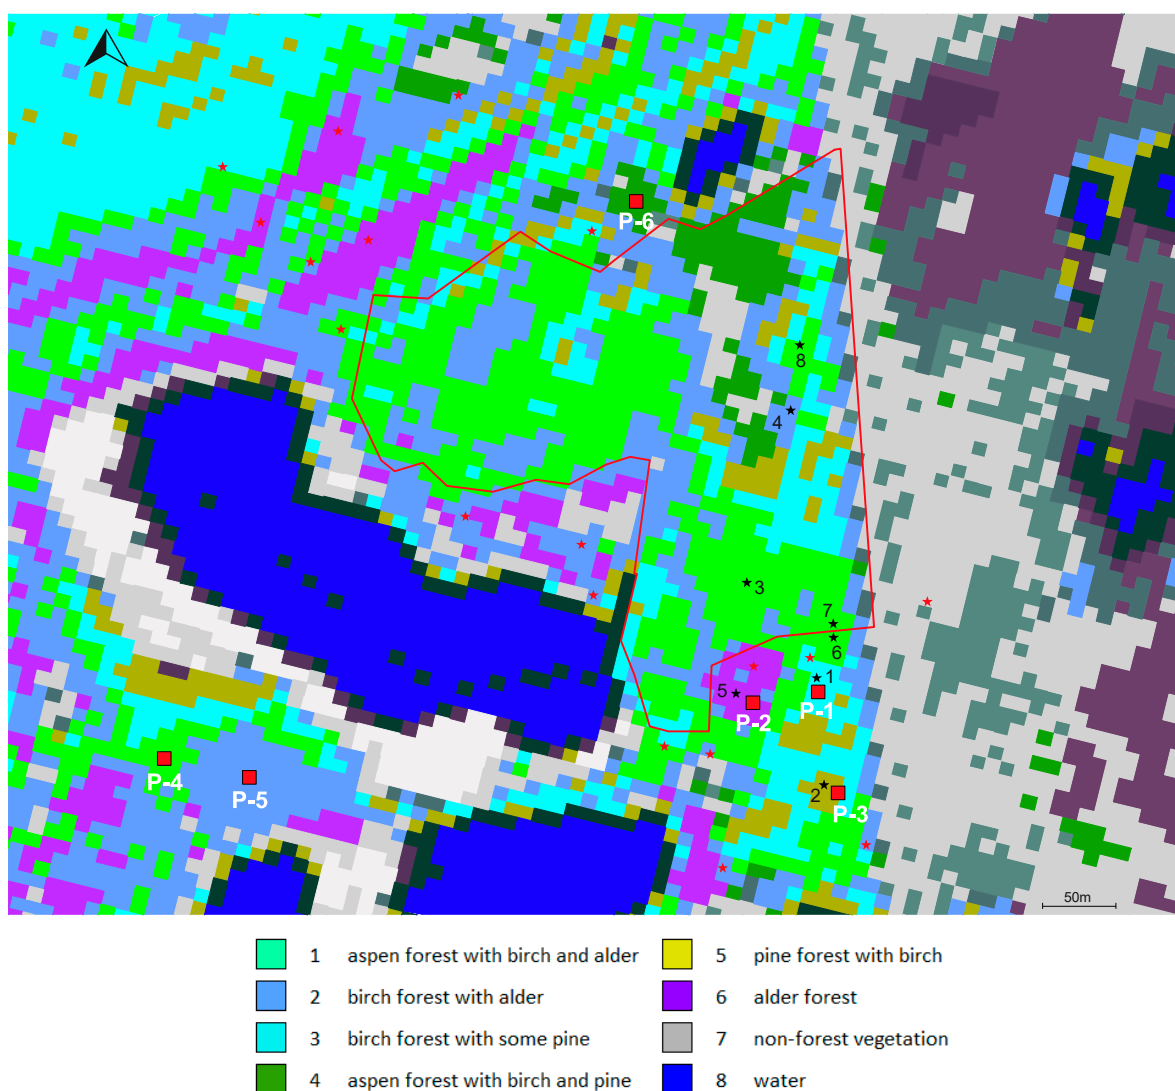 P-6
8
4
3
7
6
5
1
P-2
P-1
P-4
P-5
2
P-3
50m
1 aspen forest with birch and alder
2 birch forest with alder
3 birch forest with some pine
4 aspen forest with birch and pine
5 pine forest with birch
6 alder forest
7 non-forest vegetation
8 water